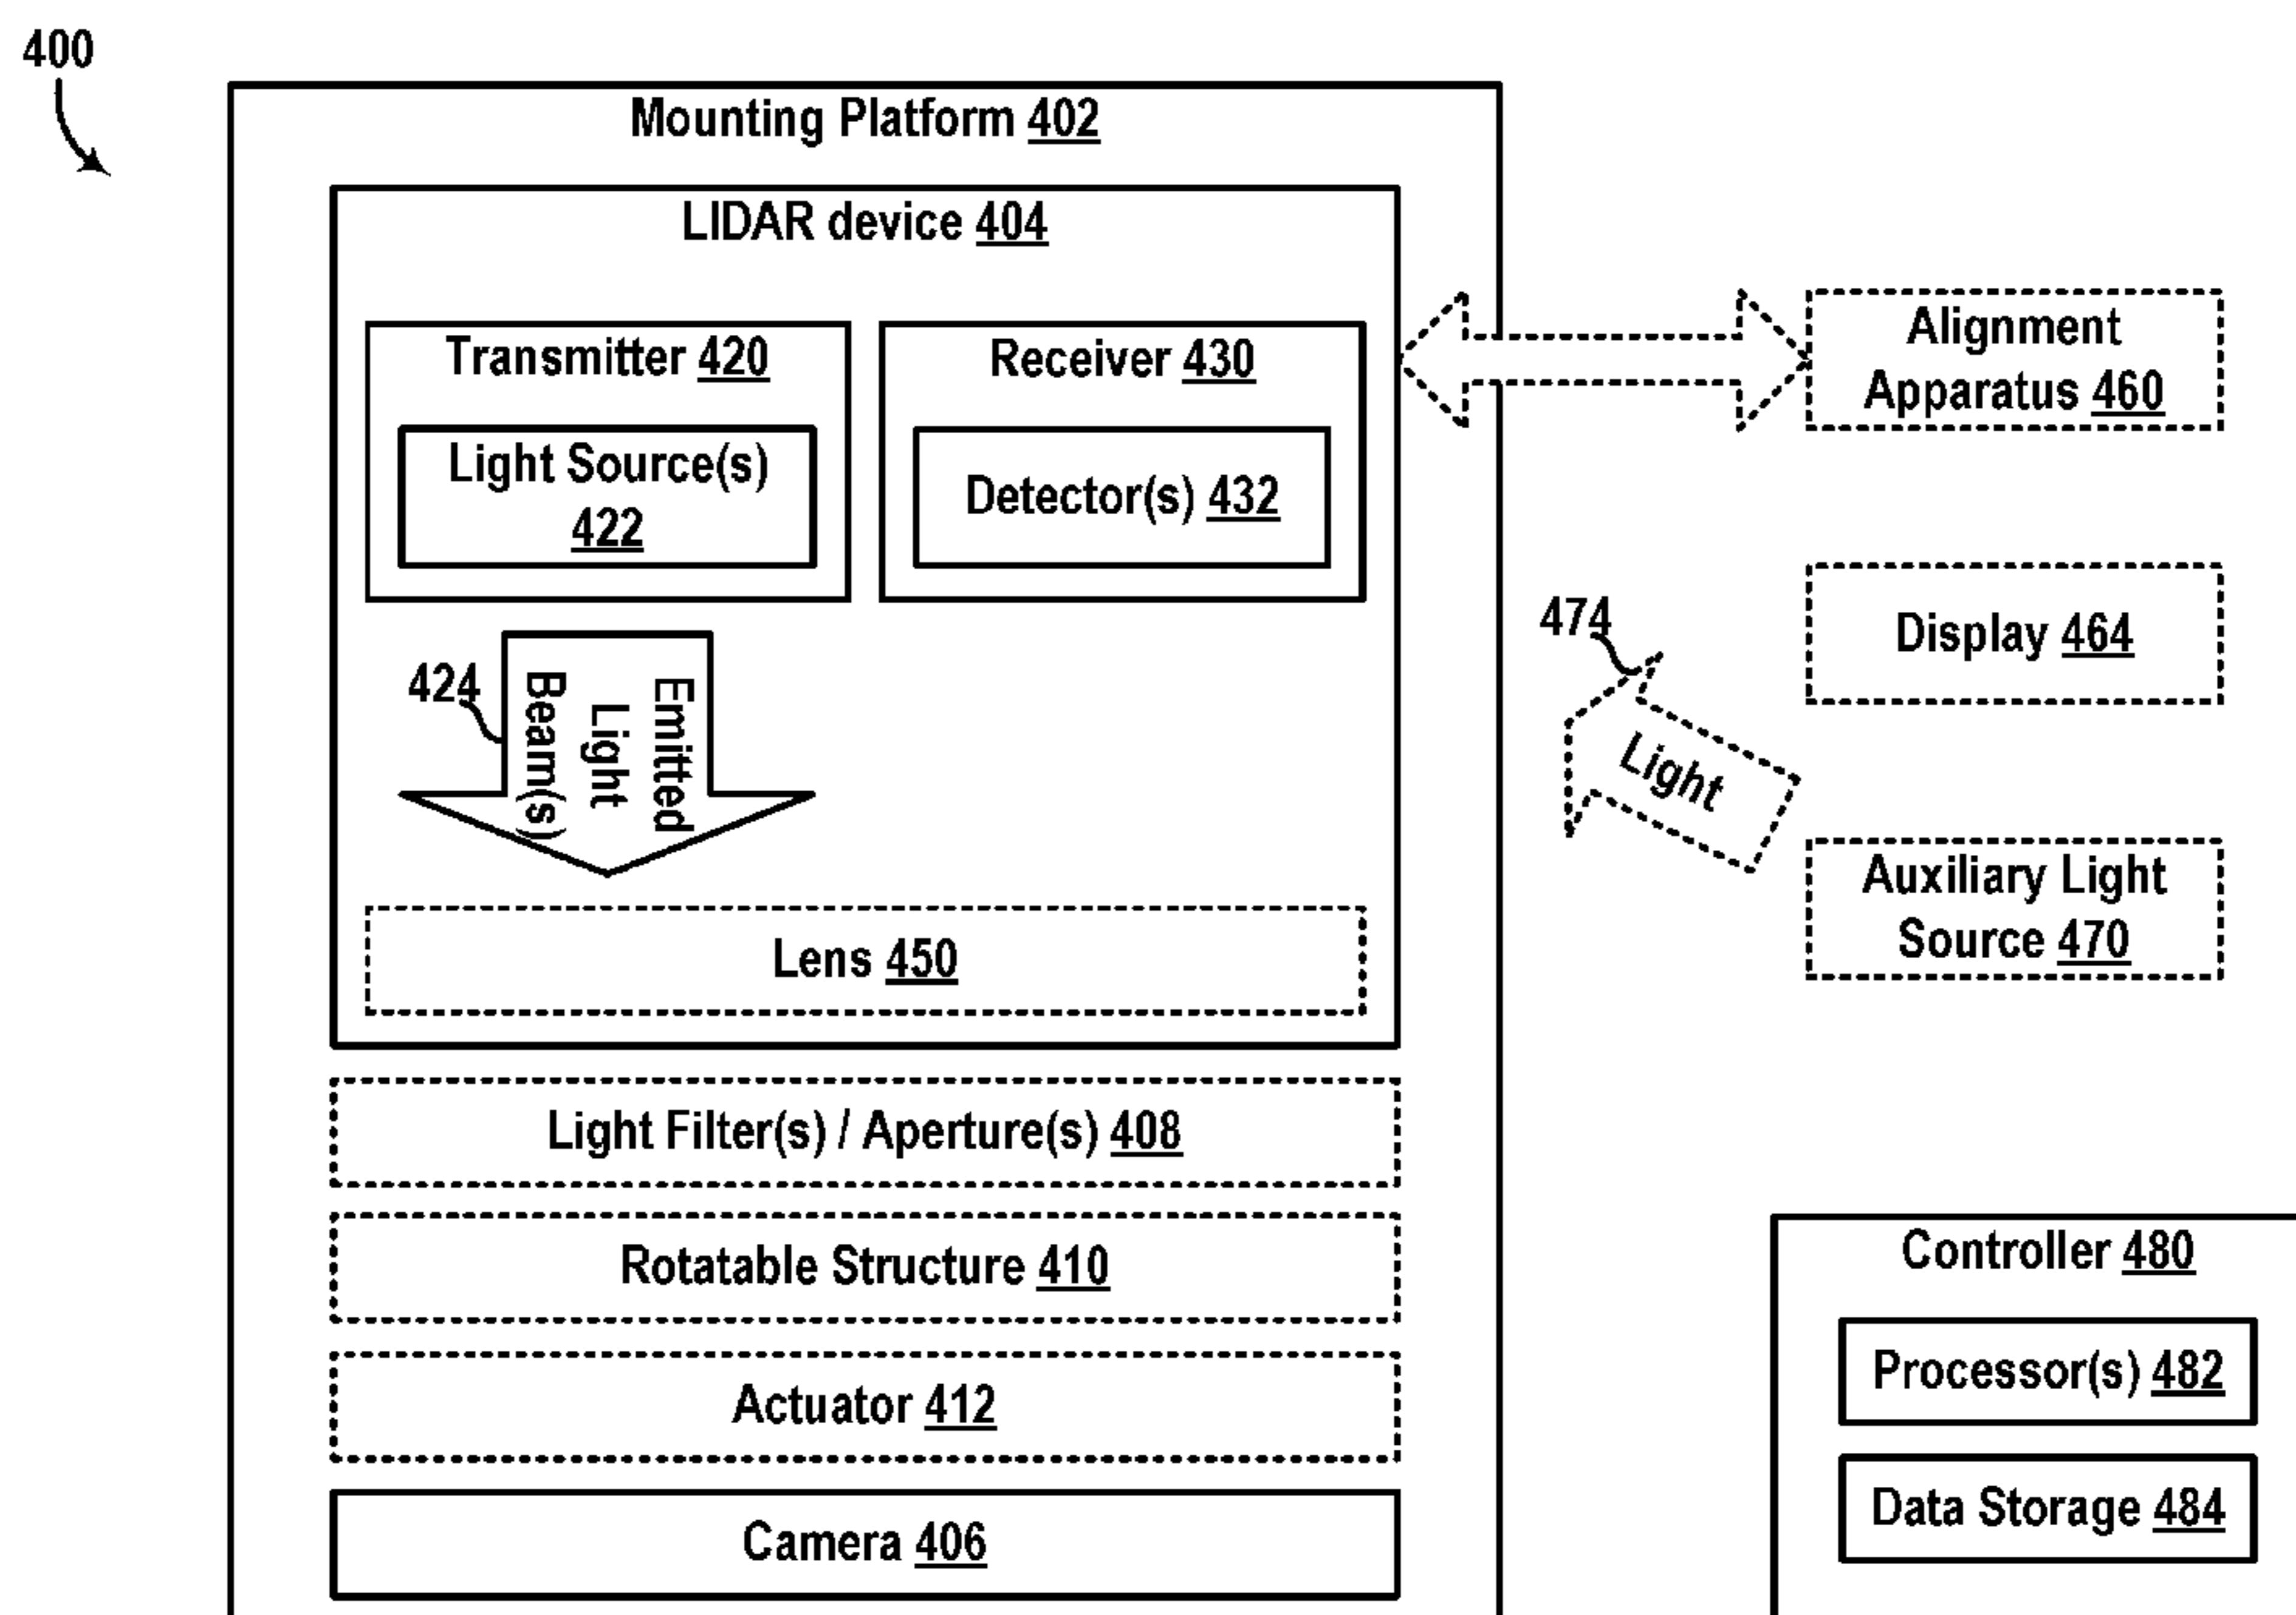 400
Mounting Platform 402
LIDAR device 404
Transmitter 420
Light Source(s)
422
Receiver 430
Detector(s) 432
Alignment
Apparatus 460
424
Emitted
Light
Beam(s)
474
Light
Display 464
Auxiliary Light
Source 470
Lens 450
Light Filter(s) / Aperture(s) 408
Rotatable Structure 410
Actuator 412
Camera 406
Controller 480
Processor(s) 482
Data Storage 484